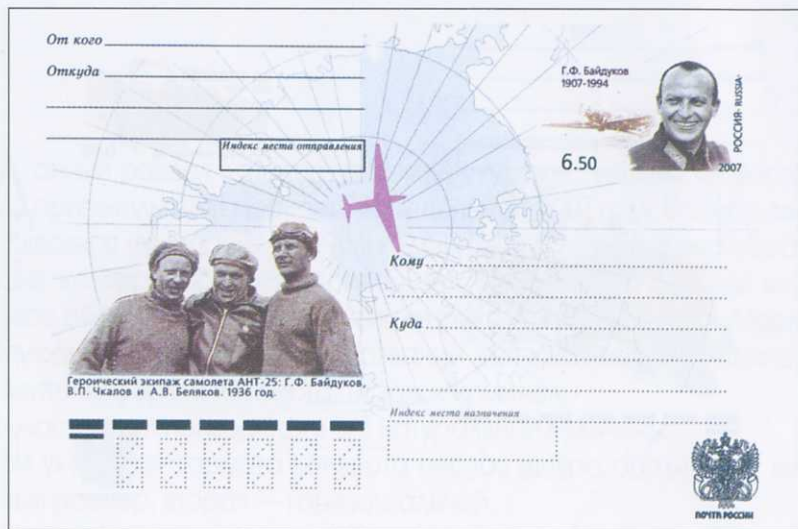 От кого
Откуда
Индекс места отправления
Г.Ф. Байдуков
1907-1994
6.50
РОССИЯ· RUSSIA·
2007
Кому
Куда
Героический экипаж самолета АНТ-25: Г.Ф. Байдуков,
В.П. Чкалов и А.В. Беляков. 1936 год.
Индекс места назначения
ПОЧТА РОССИИ